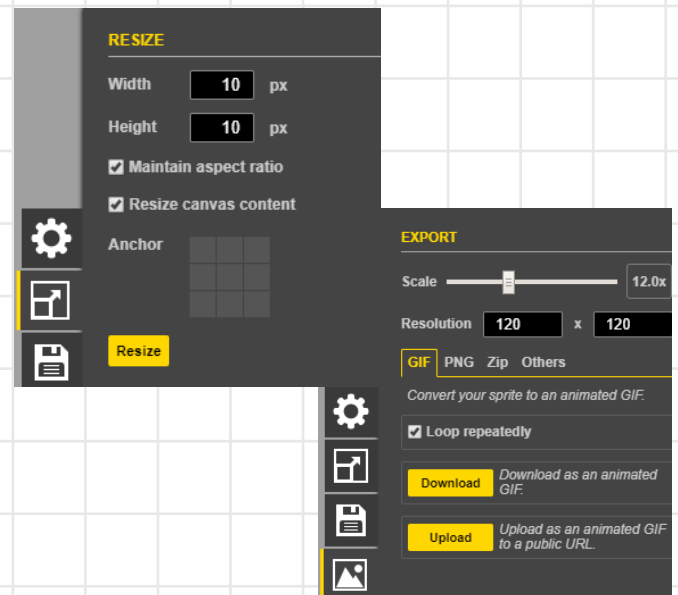 RESIZE
Width 10 px
Height 10 px
Maintain aspect ratio
Resize canvas content
Anchor
Resize
EXPORT
Scale 12.0x
Resolution 120 x 120
GIF PNG Zip Others
Convert your sprite to an animated GIF.
Loop repeatedly
Download Download as an animated
GIF.
Upload Upload as an animated GIF
to a public URL.